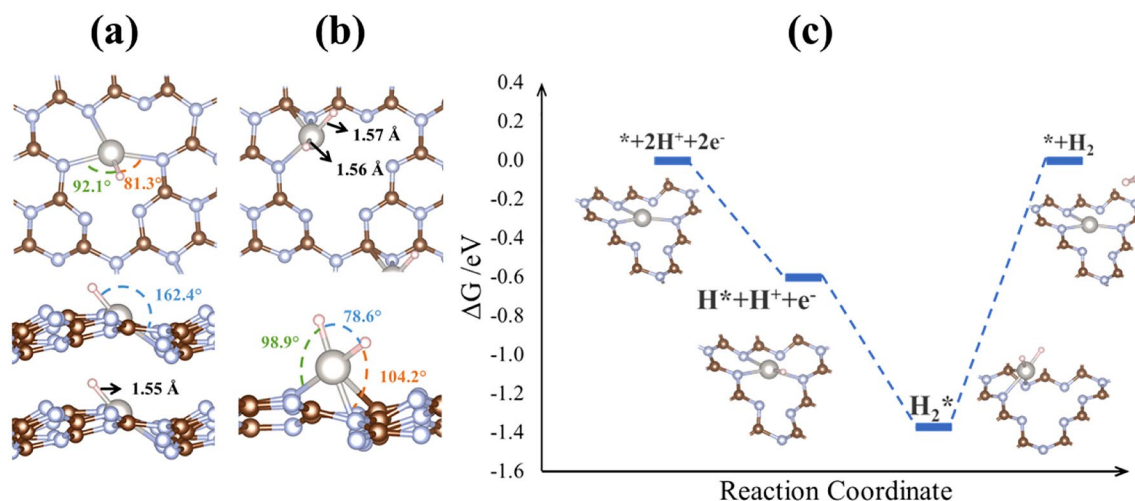 (a)
(b)
(c)
92.1°
81.3°
162.4°
1.55 Å
1.57 Å
1.56 Å
98.9°
78.6°
104.2°
ΔG /eV
0.4
0.2
0.0
-0.2
-0.4
-0.6
-0.8
-1.0
-1.2
-1.4
-1.6
*+2H⁺+2e⁻
H*+H⁺+e⁻
H₂*
*+H₂
Reaction Coordinate